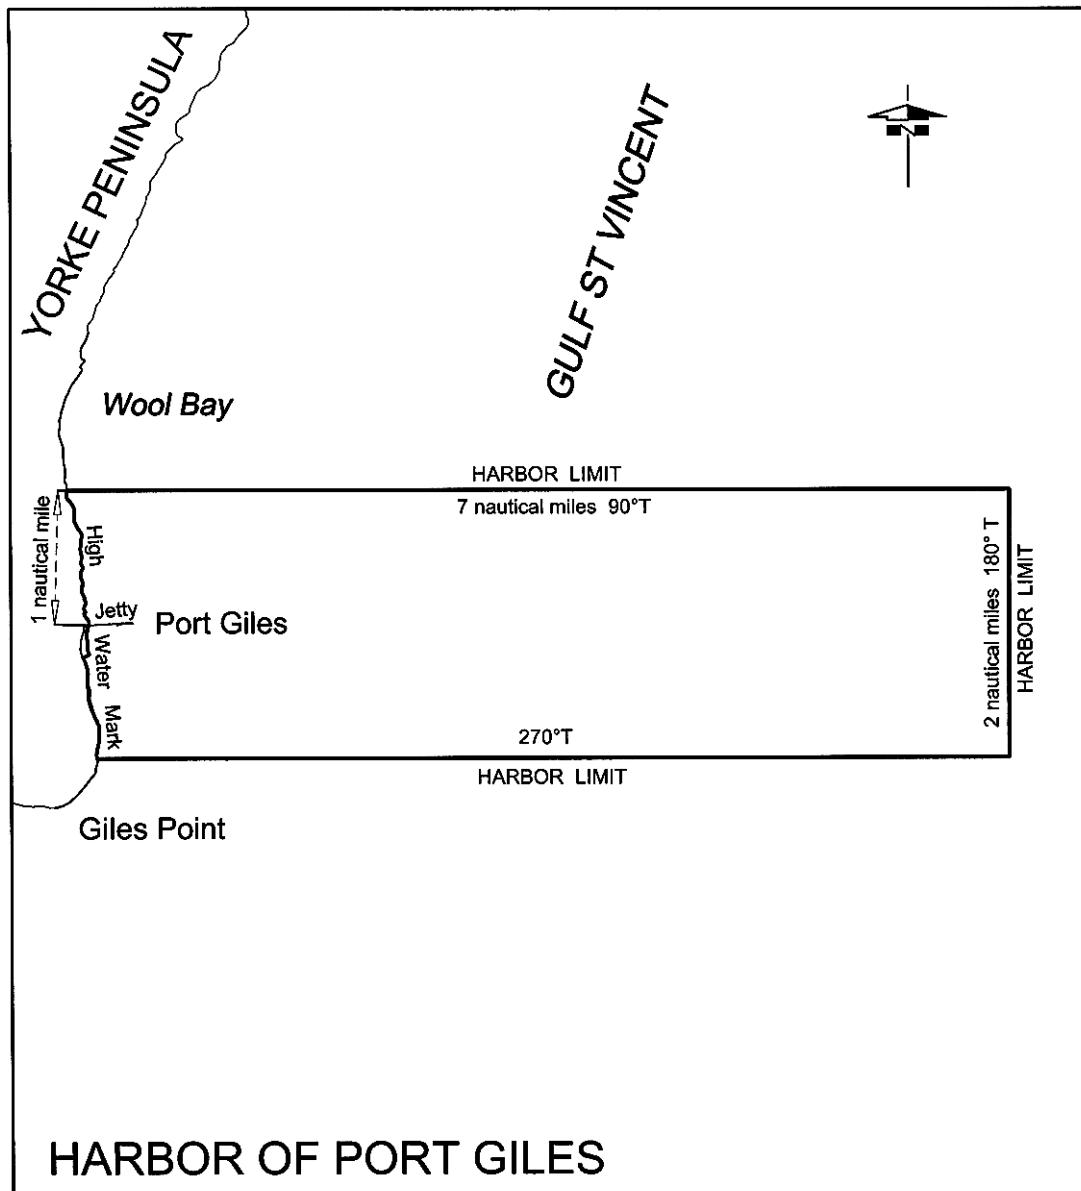 YORKE PENINSULA
GULF ST VINCENT
N
Wool Bay
HARBOR LIMIT
7 nautical miles 90°T
1 nautical mile
High
Water
Mark
Jetty
Port Giles
2 nautical miles 180° T
HARBOR LIMIT
270°T
HARBOR LIMIT
Giles Point
HARBOR OF PORT GILES